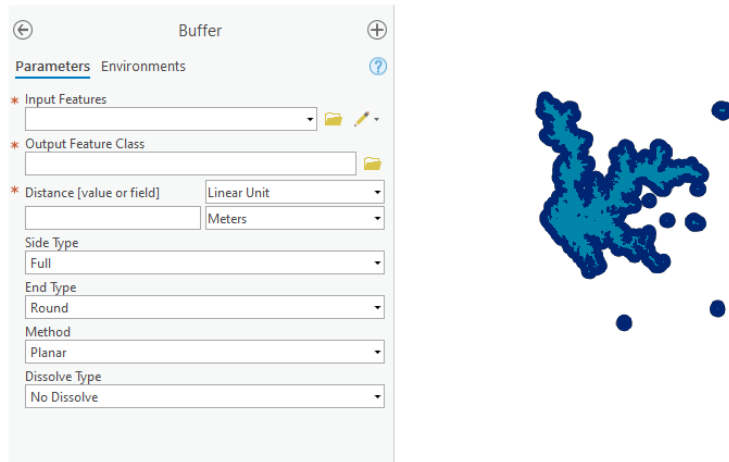 Buffer
Parameters Environments
?
* Input Features
* Output Feature Class
* Distance [value or field] Linear Unit
Meters
Side Type
Full
End Type
Round
Method
Planar
Dissolve Type
No Dissolve